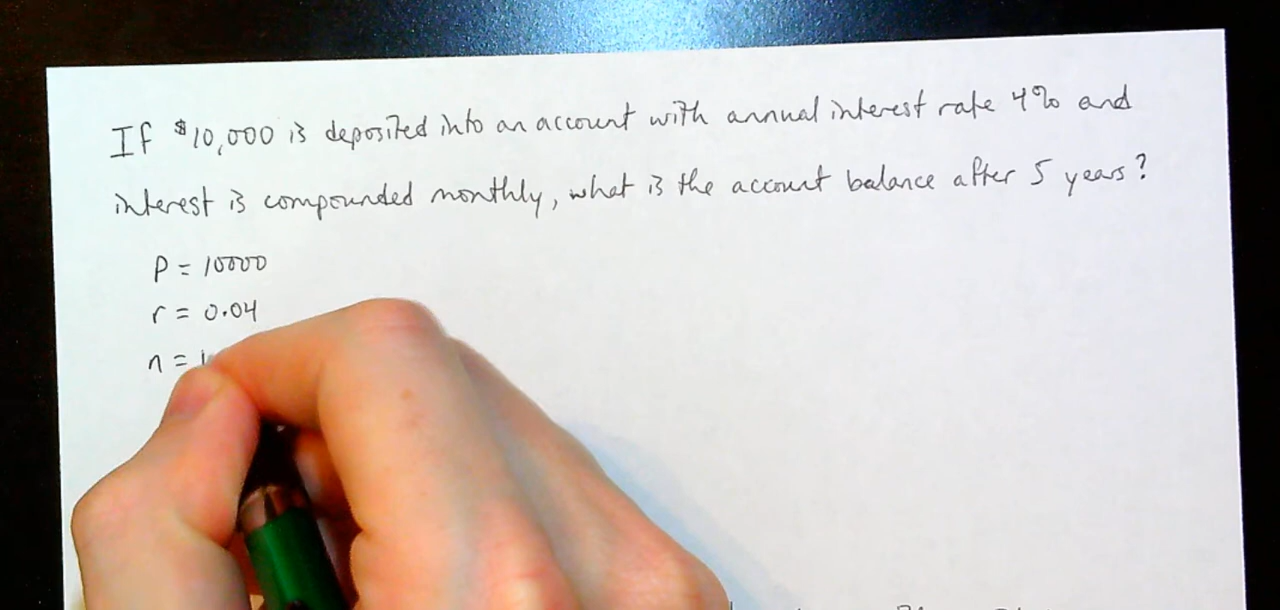 If $10,000 is deposited into an account with annual interest rate 4% and
interest is compounded monthly, what is the account balance after 5 years?
P = 10000
r = 0.04
n = 1